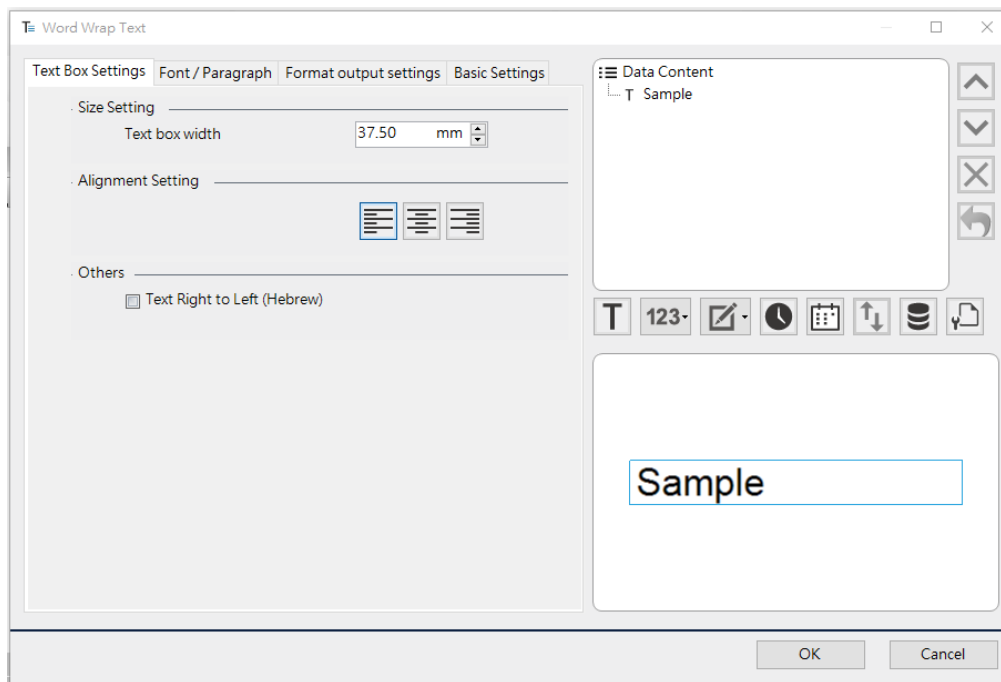 Word Wrap Text
Text Box Settings
Font / Paragraph
Format output settings
Basic Settings
Size Setting
Text box width
37.50 mm
Alignment Setting
Others
Text Right to Left (Hebrew)
Data Content
T Sample
T
123
Sample
OK
Cancel